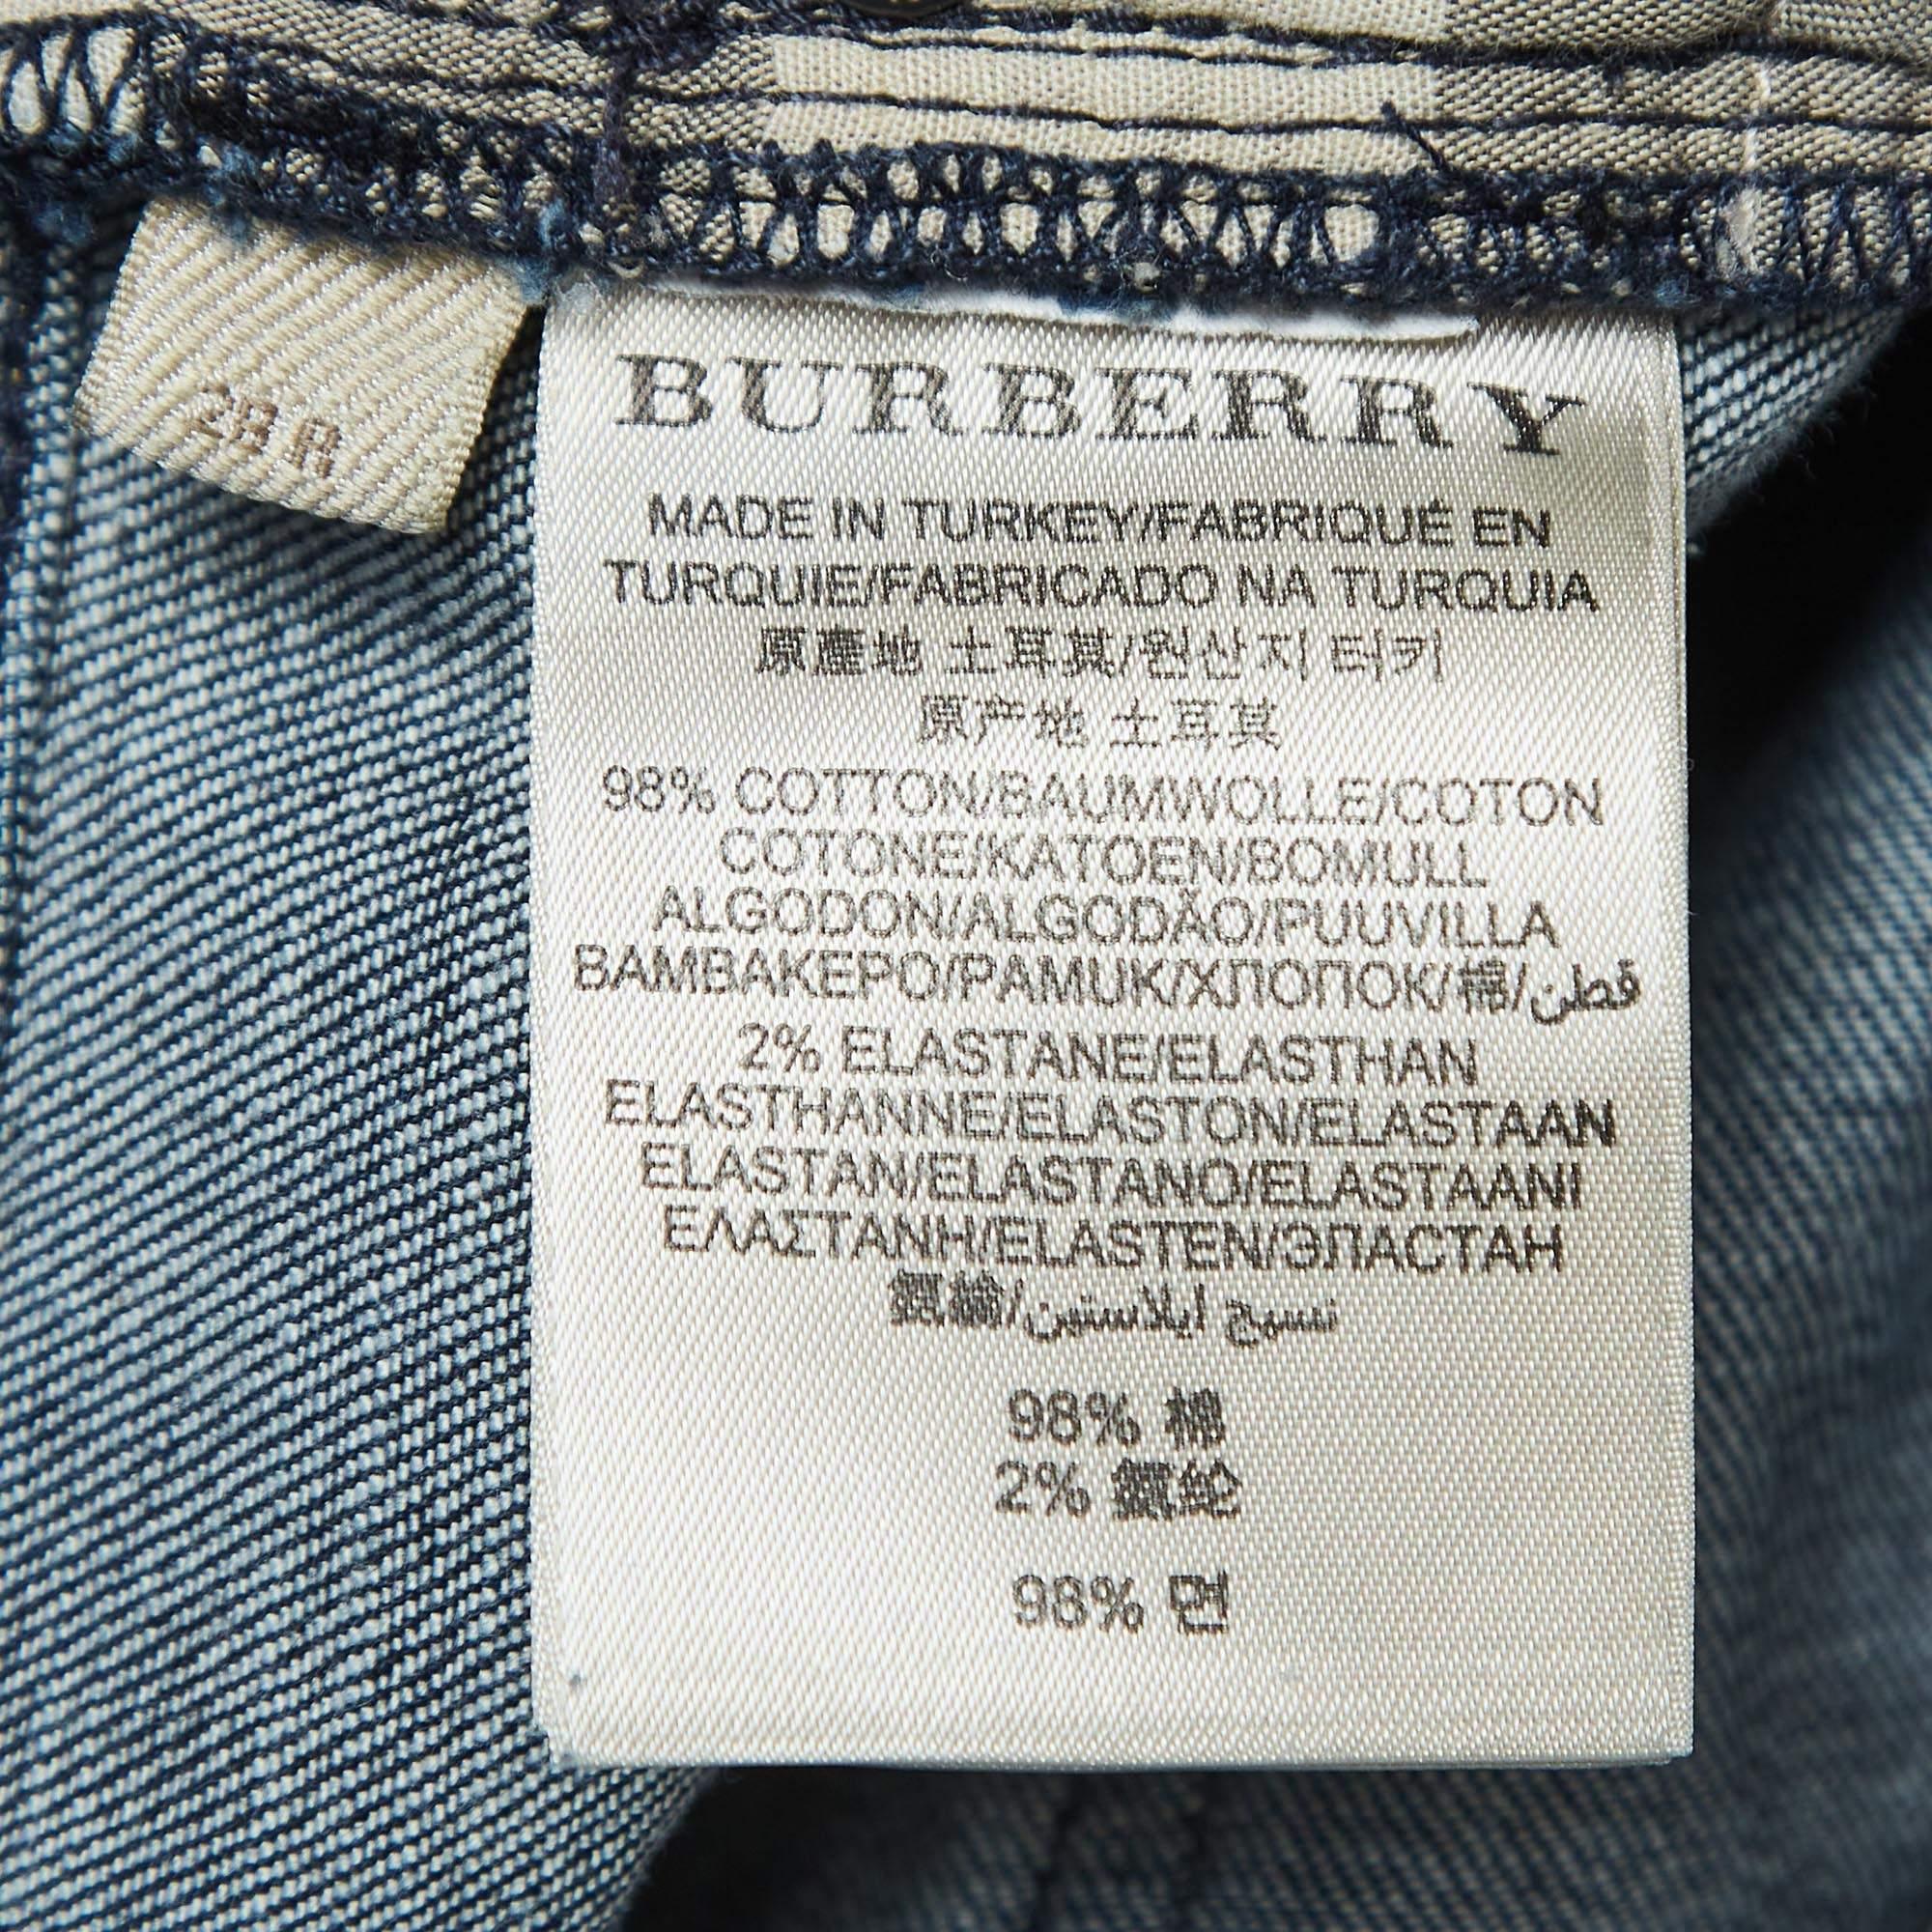 28 R
BURBERRY
MADE IN TURKEY/FABRIQUÉ EN
TURQUIE/FABRICADO NA TURQUIA
原產地 土耳其/원산지 터키
原产地 土耳其
98% COTTON/BAUMWOLLE/COTON
COTONE/KATOEN/BOMULL
ALGODON/ALGODÃO/PUUVILLA
BAMBAKEPO/PAMUK/ХЛОПОК/棉/قطن
2% ELASTANE/ELASTHAN
ELASTHANNE/ELASTON/ELASTAAN
ELASTAN/ELASTANO/ELASTAANI
ΕΛΑΣΤΑΝΗ/ELASTEN/ЭЛАСТАН
氨綸/نسيج ايلاستين
98% 棉
2% 氨纶
98% 면